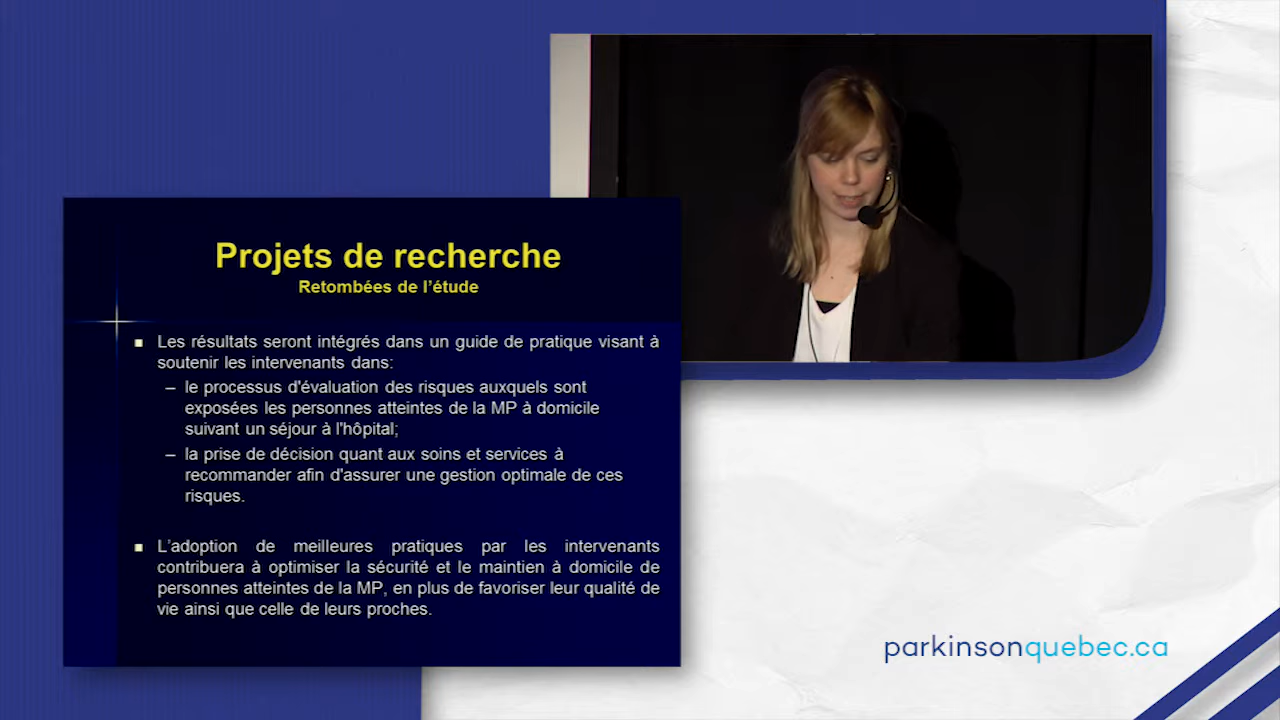 Projets de recherche
Retombées de l’étude
Les résultats seront intégrés dans un guide de pratique visant à
soutenir les intervenants dans:
– le processus d'évaluation des risques auxquels sont
exposées les personnes atteintes de la MP à domicile
suivant un séjour à l'hôpital;
– la prise de décision quant aux soins et services à
recommander afin d'assurer une gestion optimale de ces
risques.
L’adoption de meilleures pratiques par les intervenants
contribuera à optimiser la sécurité et le maintien à domicile de
personnes atteintes de la MP, en plus de favoriser leur qualité de
vie ainsi que celle de leurs proches.
parkinsonquebec.ca